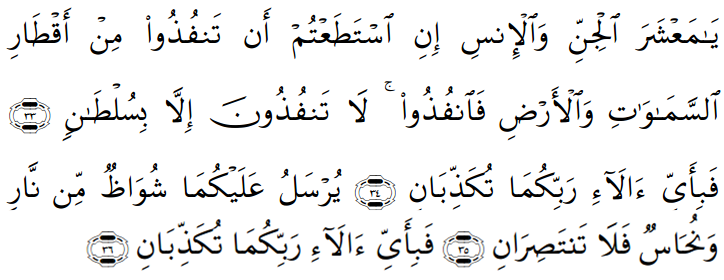 يَـٰمَعْشَرَ ٱلْجِنِّ وَٱلْإِنسِ إِنِ ٱسْتَطَعْتُمْ أَن تَنفُذُوا۟ مِنْ أَقْطَارِ
ٱلسَّمَـٰوَٰتِ وَٱلْأَرْضِ فَٱنفُذُوا۟ ۚ لَا تَنفُذُونَ إِلَّا بِسُلْطَـٰنٍ ٣٣
فَبِأَىِّ ءَالَآءِ رَبِّكُمَا تُكَذِّبَانِ ٣٤ يُرْسَلُ عَلَيْكُمَا شُوَاظٌ مِّن نَّارٍ
وَنُحَاسٌ فَلَا تَنتَصِرَانِ ٣٥ فَبِأَىِّ ءَالَآءِ رَبِّكُمَا تُكَذِّبَانِ ٣٦